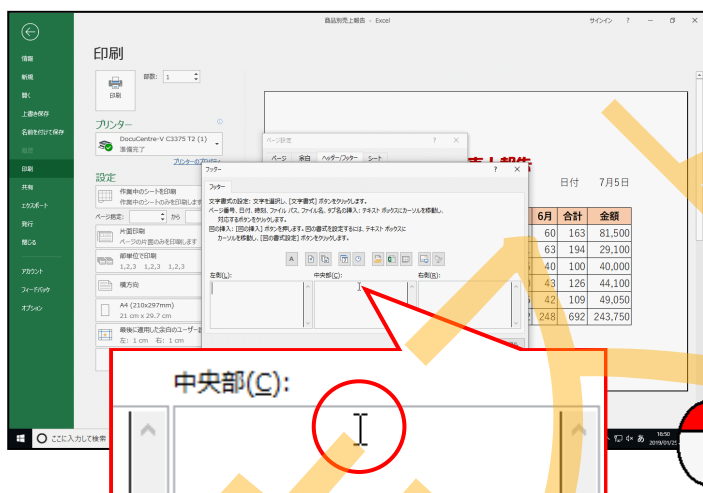 商品別売上報告 - Excel
サインイン ?
情報
新規
開く
上書き保存
名前を付けて保存
印刷
共有
エクスポート
発行
閉じる
アカウント
フィードバック
オプション
印刷
部数: 1
印刷
プリンター
DocuCentre-V C3375 T2 (1)
準備完了
プリンターのプロパティ
設定
作業中のシートを印刷
作業中のシートのみを印刷します
ページ指定: から
片面印刷
ページの片面のみを印刷します
部単位で印刷
1,2,3 1,2,3 1,2,3
横方向
A4 (210x297mm)
21 cm x 29.7 cm
最後に適用した余白のユーザー設定
左: 1 cm 右: 1 cm
ページ設定 ?
ページ 余白 ヘッダー/フッター シート
フッター ?
フッター
文字書式の設定: 文字を選択し、[文字書式] ボタンをクリックします。
ページ番号、日付、時刻、ファイル パス、ファイル名、タブ名の挿入: テキスト ボックスにカーソルを移動し、
対応するボタンをクリックします。
図の挿入: [図の挿入] ボタンを押します。図の書式を設定するには、テキスト ボックスに
カーソルを移動し、[図の書式設定] ボタンをクリックします。
A
左側(L):
中央部(C):
右側(R):
日付 7月5日
6月 合計 金額
60 163 81,500
63 194 29,100
40 100 40,000
43 126 44,100
42 109 49,050
248 692 243,750
中央部(C):
ここに入力して検索
あ
16:50
2019/01/25